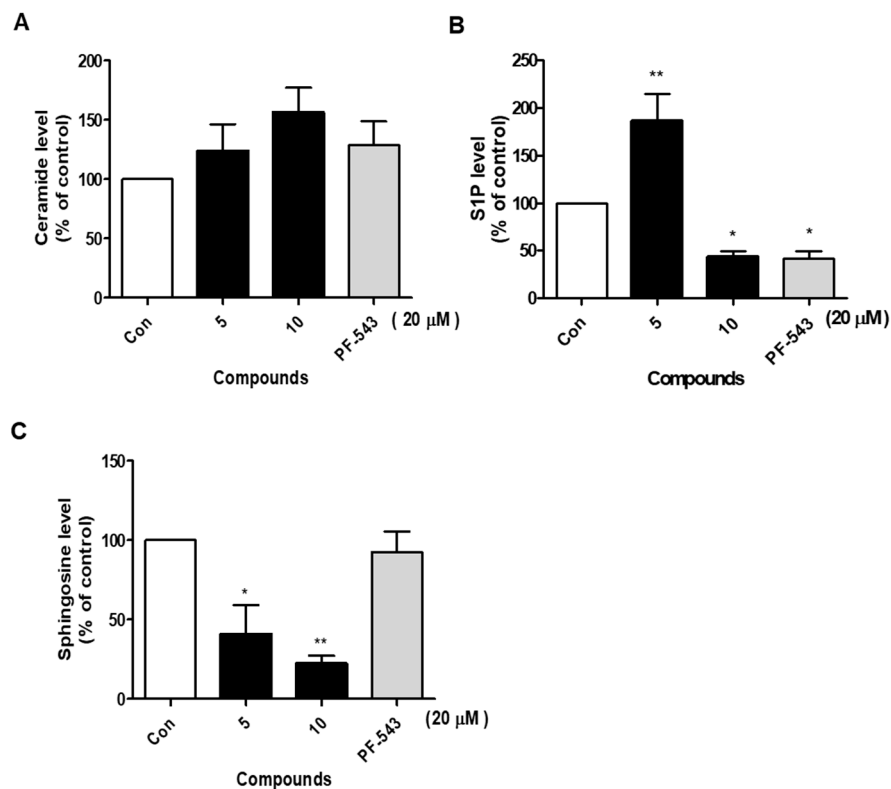 A
Ceramide level
(% of control)
200
150
100
50
0
Con
5
10
PF-543
( 20 μM )
Compounds
B
S1P level
(% of control)
250
200
150
100
50
0
**
*
*
Con
5
10
PF-543
(20 μM)
Compounds
C
Sphingosine level
(% of control)
150
100
50
0
*
**
Con
5
10
PF-543
(20 μM )
Compounds